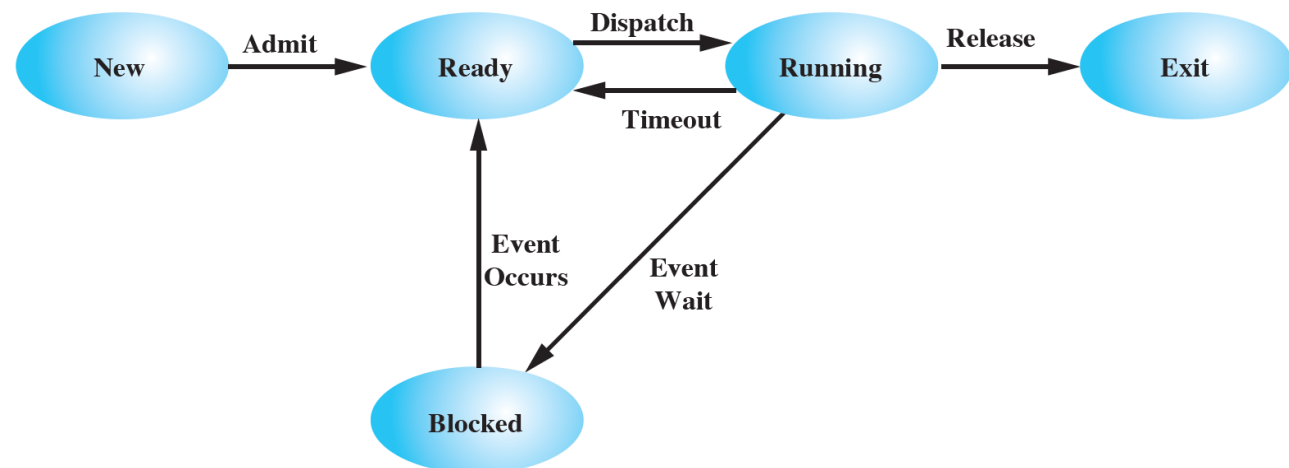 New
Admit
Ready
Dispatch
Timeout
Running
Release
Exit
Event
Occurs
Event
Wait
Blocked